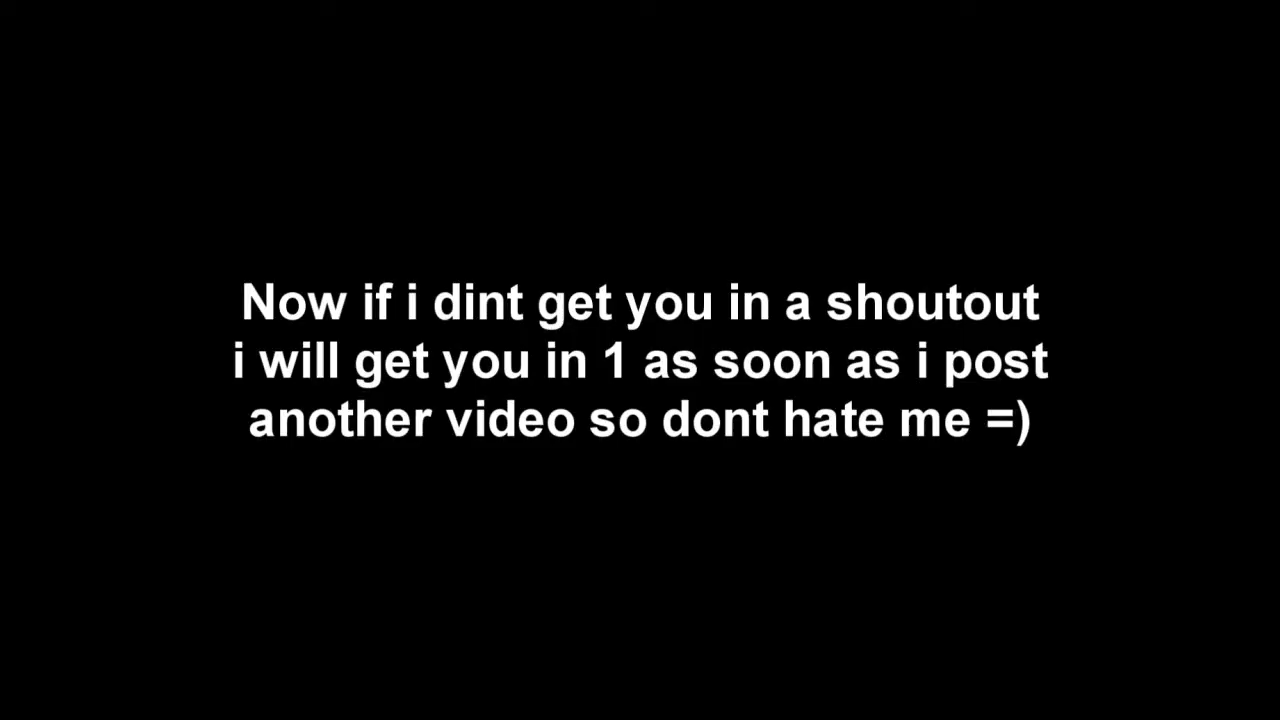 Now if i dint get you in a shoutout
i will get you in 1 as soon as i post
another video so dont hate me =)